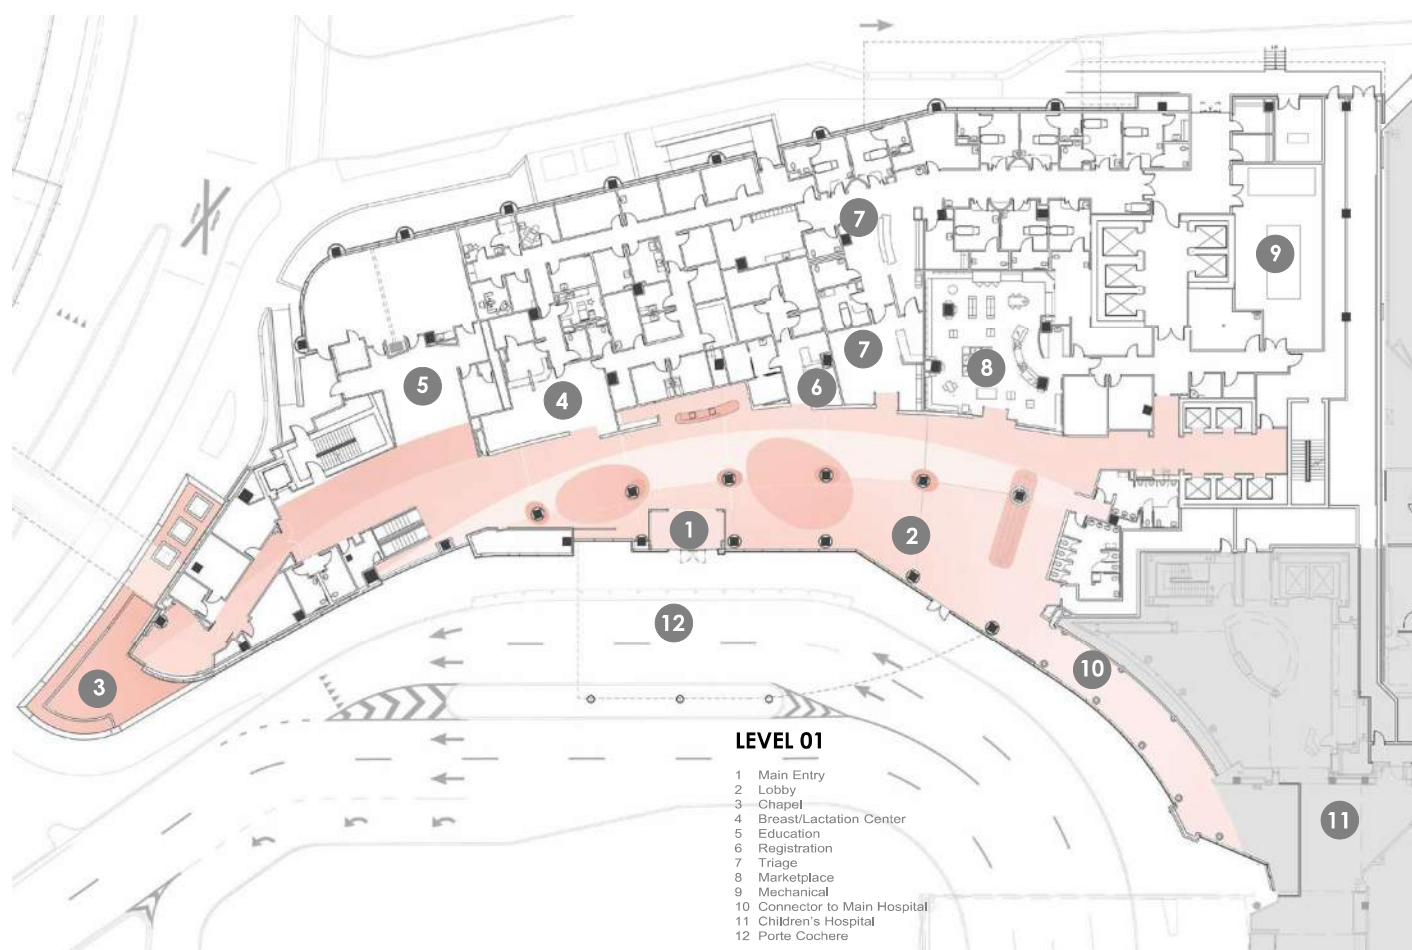 7
7
9
8
5
4
6
1
2
12
3
10
11
LEVEL 01
1 Main Entry
2 Lobby
3 Chapel
4 Breast/Lactation Center
5 Education
6 Registration
7 Triage
8 Marketplace
9 Mechanical
10 Connector to Main Hospital
11 Children's Hospital
12 Porte Cochere